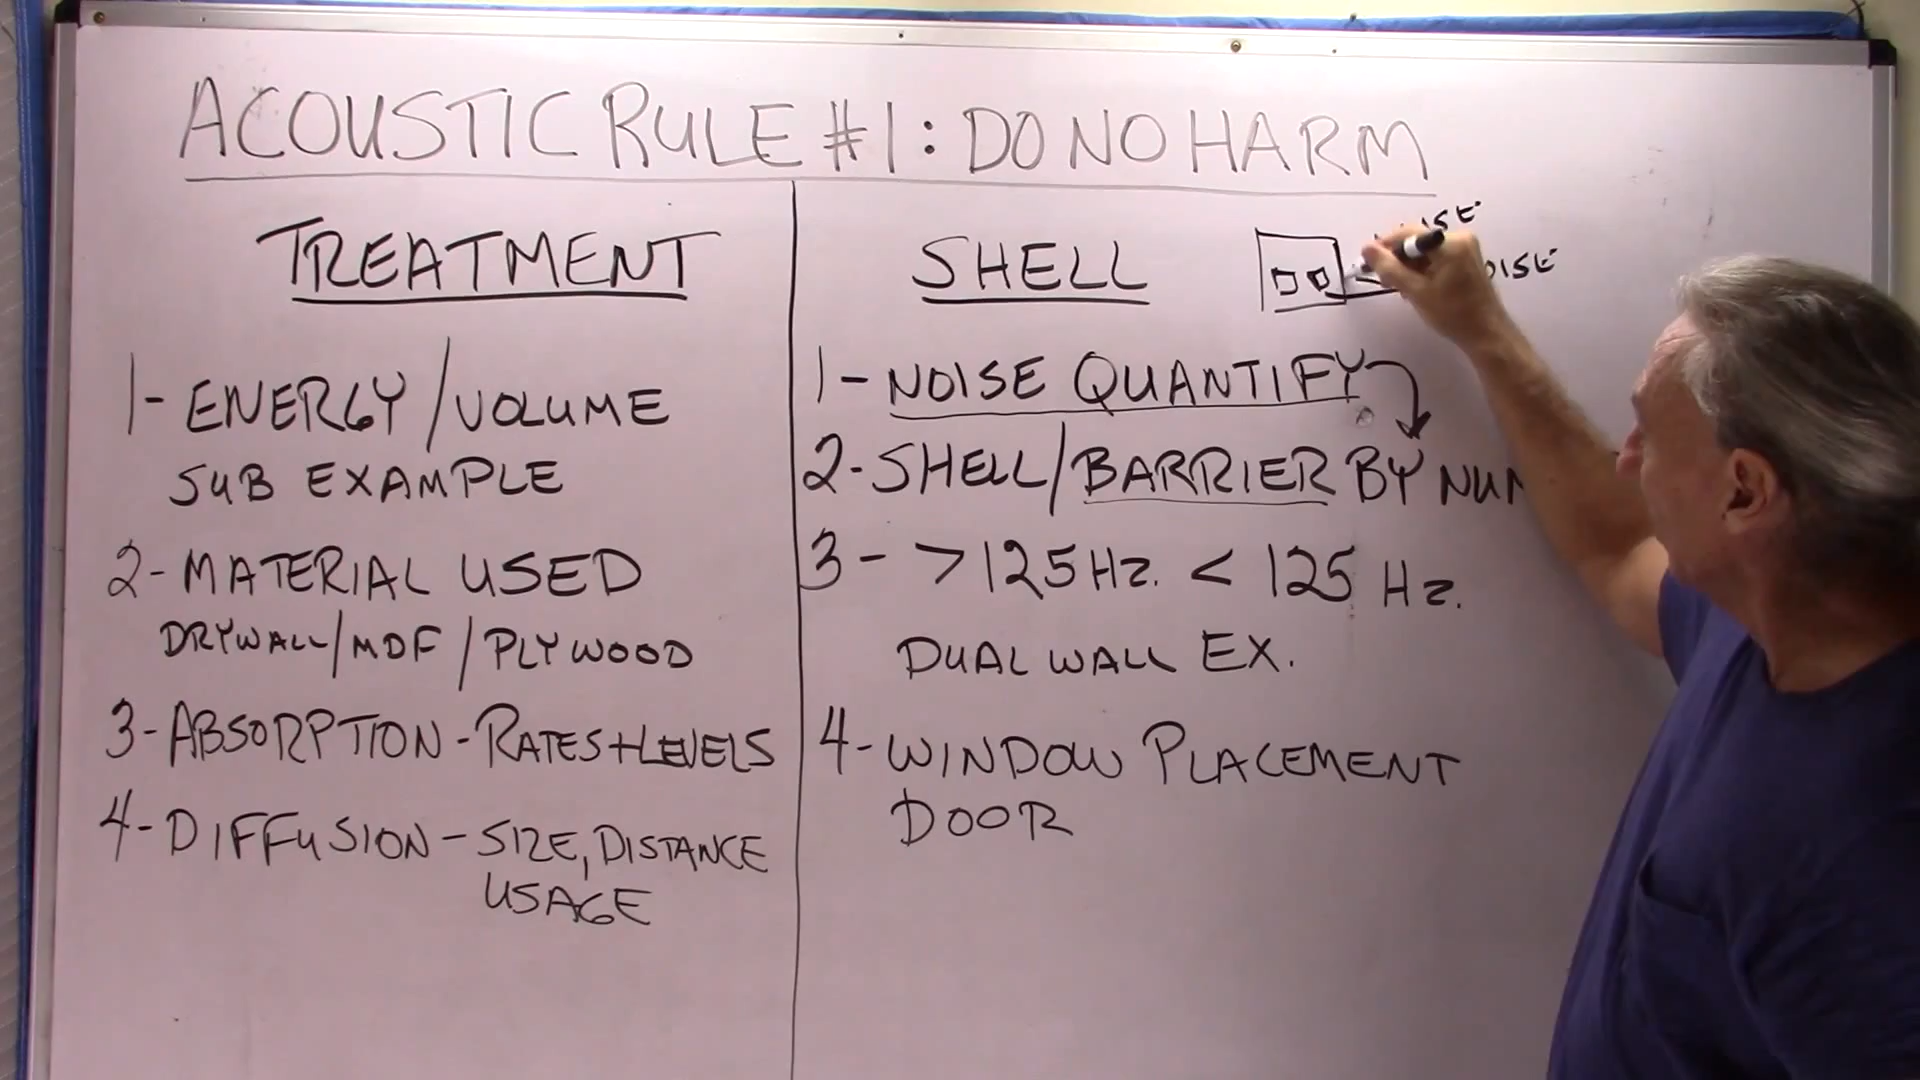 ACOUSTIC RULE #1: DO NO HARM
TREATMENT
1- ENERGY/VOLUME
SUB EXAMPLE
2- MATERIAL USED
DRYWALL/MDF/PLYWOOD
3- ABSORPTION - RATES+LEVELS
4- DIFFUSION - SIZE, DISTANCE
USAGE
SHELL
1- NOISE QUANTIFY
2- SHELL/BARRIER BY
3- >125Hz. < 125 Hz.
DUAL WALL EX.
4- WINDOW PLACEMENT
DOOR